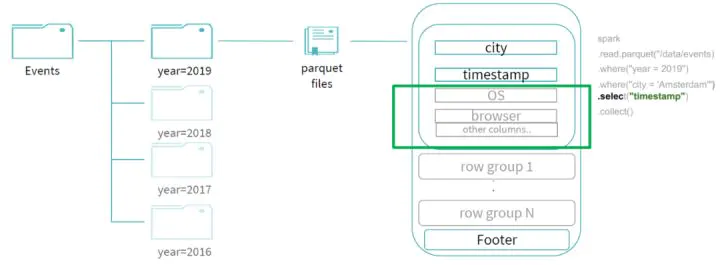 Events
year=2019
year=2018
year=2017
year=2016
parquet
files
city
timestamp
OS
browser
other columns..
row group 1
.
row group N
Footer
spark
.read.parquet("/data/events)
.where("year = 2019")
.where("city = 'Amsterdam'")
.select("timestamp")
.collect()